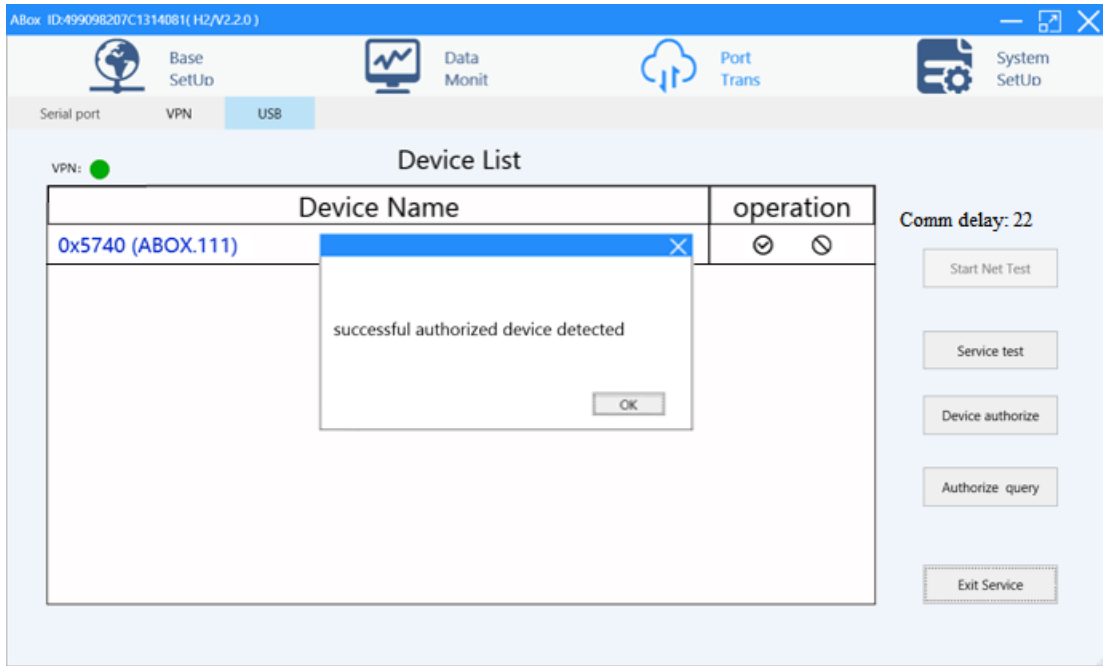 ABox ID:499098207C1314081( H2/V2.2.0 )
Base
SetUp
Data
Monit
Port
Trans
System
SetUp
Serial port VPN USB
VPN:
Device List
Device Name operation
Comm delay: 22
0x5740 (ABOX.111)
Start Net Test
successful authorized device detected
Service test
OK
Device authorize
Authorize query
Exit Service